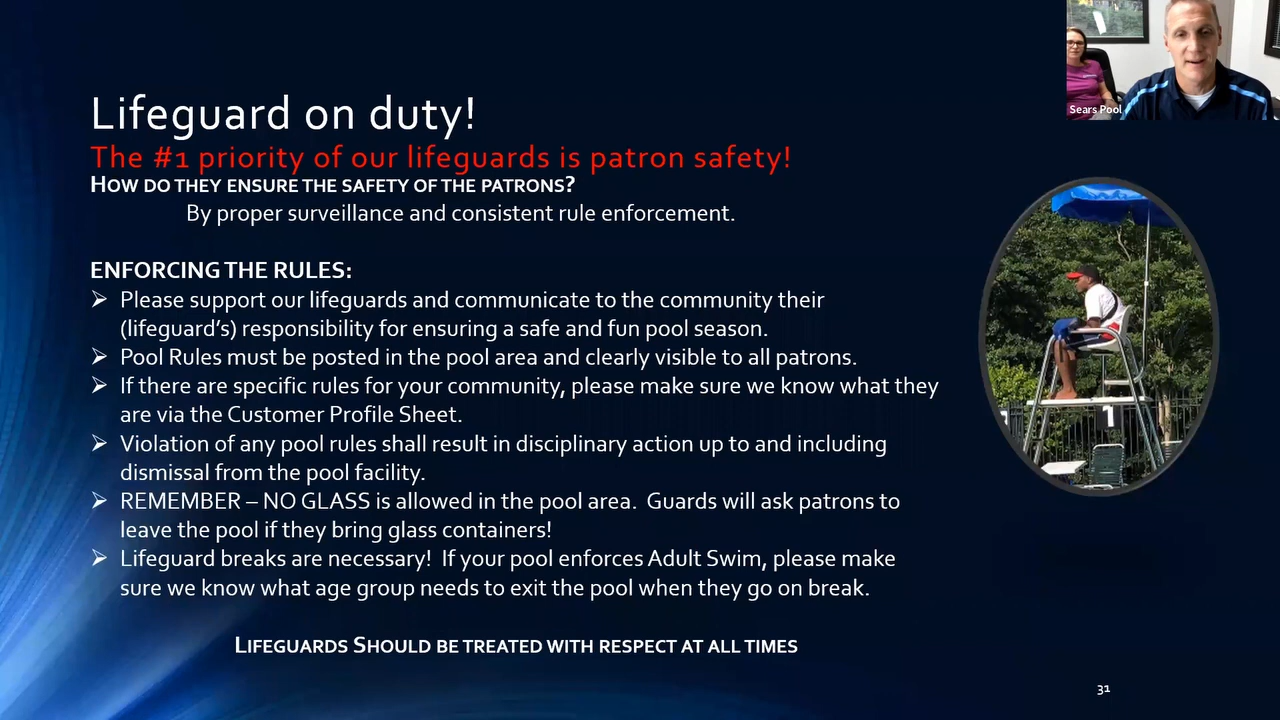 Sears Pool
Lifeguard on duty!
The #1 priority of our lifeguards is patron safety!
HOW DO THEY ENSURE THE SAFETY OF THE PATRONS?
By proper surveillance and consistent rule enforcement.
ENFORCING THE RULES:
➢ Please support our lifeguards and communicate to the community their
(lifeguard's) responsibility for ensuring a safe and fun pool season.
➢ Pool Rules must be posted in the pool area and clearly visible to all patrons.
➢ If there are specific rules for your community, please make sure we know what they
are via the Customer Profile Sheet.
➢ Violation of any pool rules shall result in disciplinary action up to and including
dismissal from the pool facility.
➢ REMEMBER – NO GLASS is allowed in the pool area. Guards will ask patrons to
leave the pool if they bring glass containers!
➢ Lifeguard breaks are necessary! If your pool enforces Adult Swim, please make
sure we know what age group needs to exit the pool when they go on break.
LIFEGUARDS SHOULD BE TREATED WITH RESPECT AT ALL TIMES
1
31